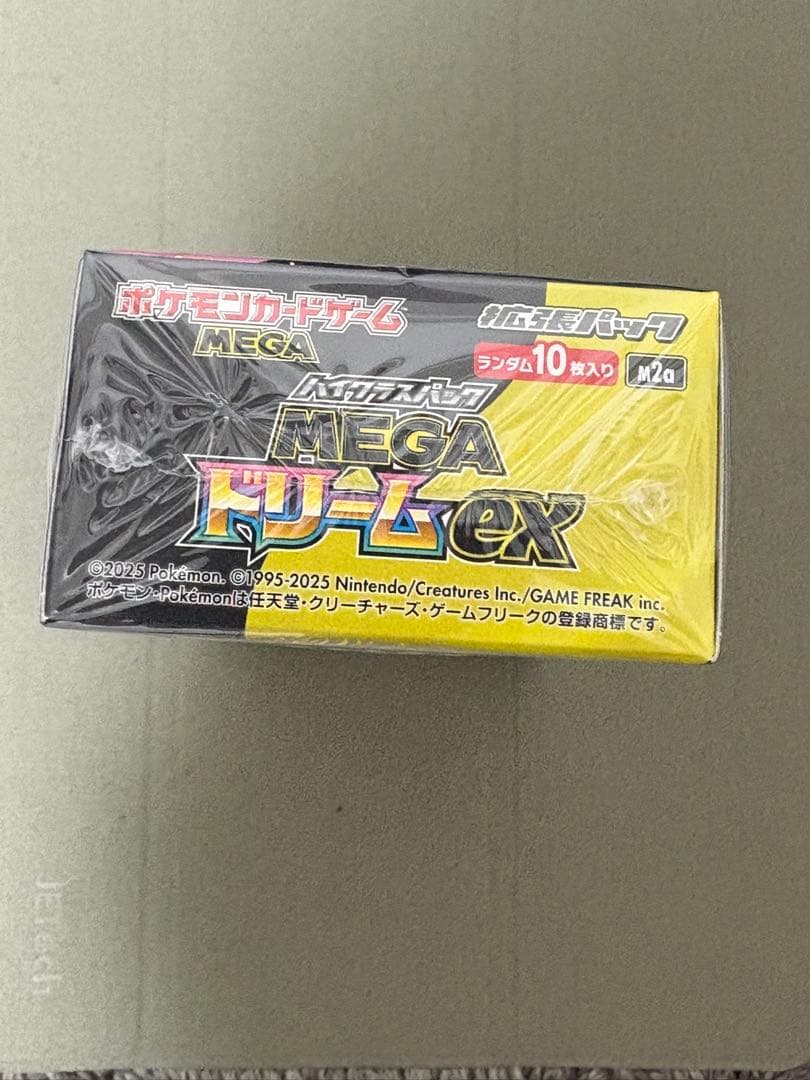 ポケモンカードゲーム
MEGA
拡張パック
ランダム10枚入り
M2a
ハイクラスパック
MEGA
ドリームex
©2025 Pokémon. ©1995-2025 Nintendo/Creatures Inc./GAME FREAK inc.
ポケモン・Pokémonは任天堂・クリーチャーズ・ゲームフリークの登録商標です。
JETech